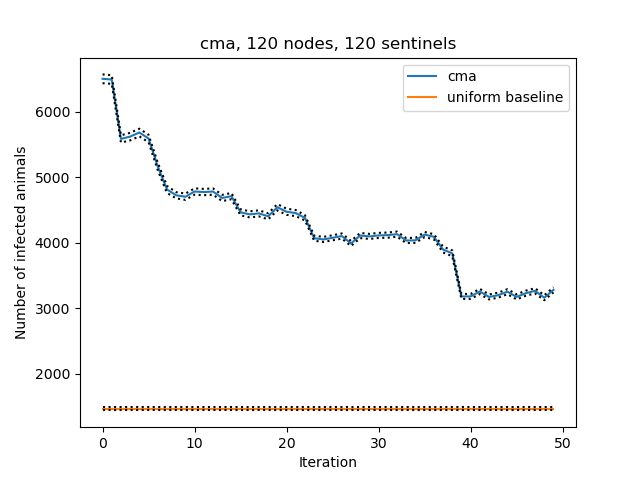 cma, 120 nodes, 120 sentinels
cma
uniform baseline
Number of infected animals
6000
5000
4000
3000
2000
0
10
20
30
40
50
Iteration